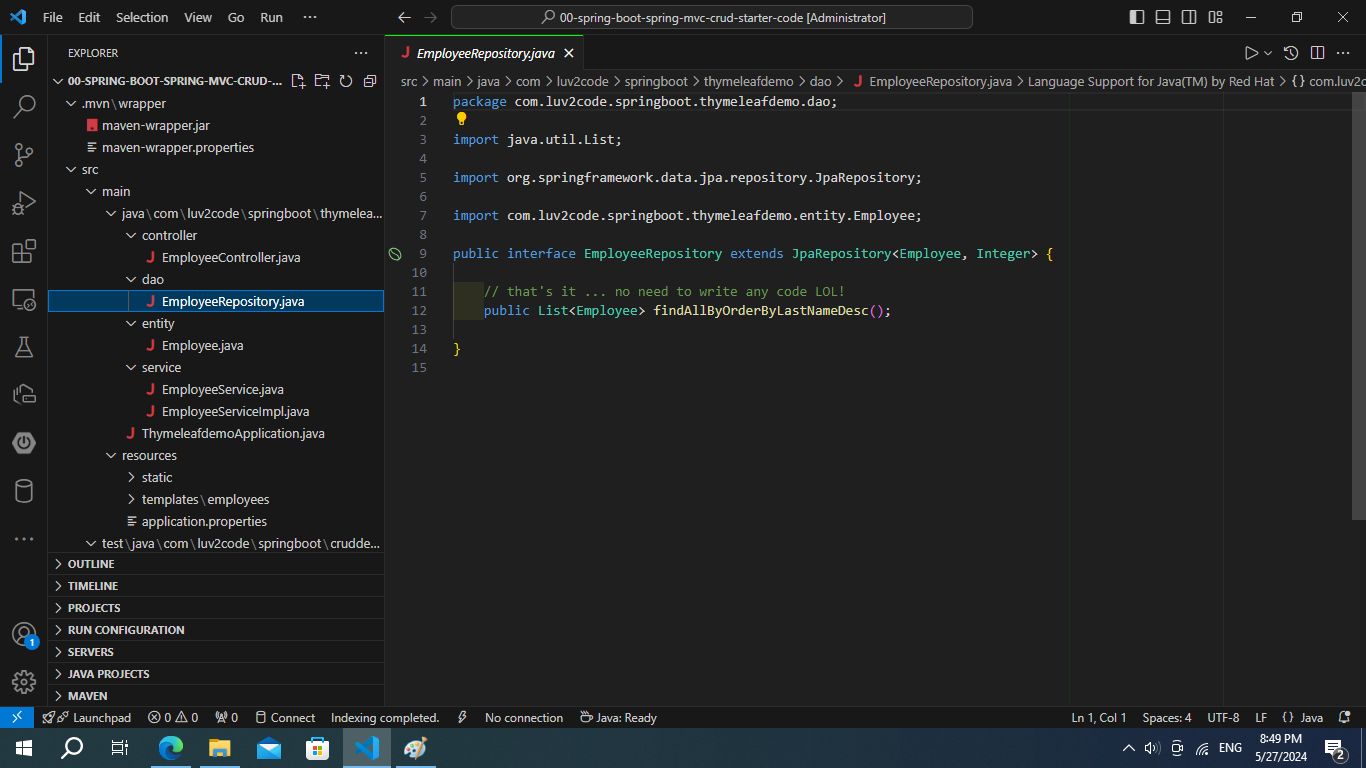 File Edit Selection View Go Run ···
00-spring-boot-spring-mvc-crud-starter-code [Administrator]
EXPLORER
00-SPRING-BOOT-SPRING-MVC-CRUD-...
.mvn\wrapper
maven-wrapper.jar
maven-wrapper.properties
src
main
java\com\luv2code\springboot\thymelea...
controller
J EmployeeController.java
dao
J EmployeeRepository.java
entity
J Employee.java
service
J EmployeeService.java
J EmployeeServiceImpl.java
J ThymeleafdemoApplication.java
resources
static
templates\employees
application.properties
test\java\com\luv2code\springboot\crudde...
OUTLINE
TIMELINE
PROJECTS
RUN CONFIGURATION
SERVERS
JAVA PROJECTS
MAVEN
J EmployeeRepository.java
src > main > java > com > luv2code > springboot > thymeleafdemo > dao > J EmployeeRepository.java > Language Support for Java(TM) by Red Hat > {} com.luv2co
1 package com.luv2code.springboot.thymeleafdemo.dao;
2
3 import java.util.List;
4
5 import org.springframework.data.jpa.repository.JpaRepository;
6
7 import com.luv2code.springboot.thymeleafdemo.entity.Employee;
8
9 public interface EmployeeRepository extends JpaRepository<Employee, Integer> {
10
11 // that's it ... no need to write any code LOL!
12 public List<Employee> findAllByOrderByLastNameDesc();
13
14 }
15
1
Launchpad 0 0 0 Connect Indexing completed. No connection Java: Ready Ln 1, Col 1 Spaces: 4 UTF-8 LF {} Java
ENG
8:49 PM
5/27/2024
2